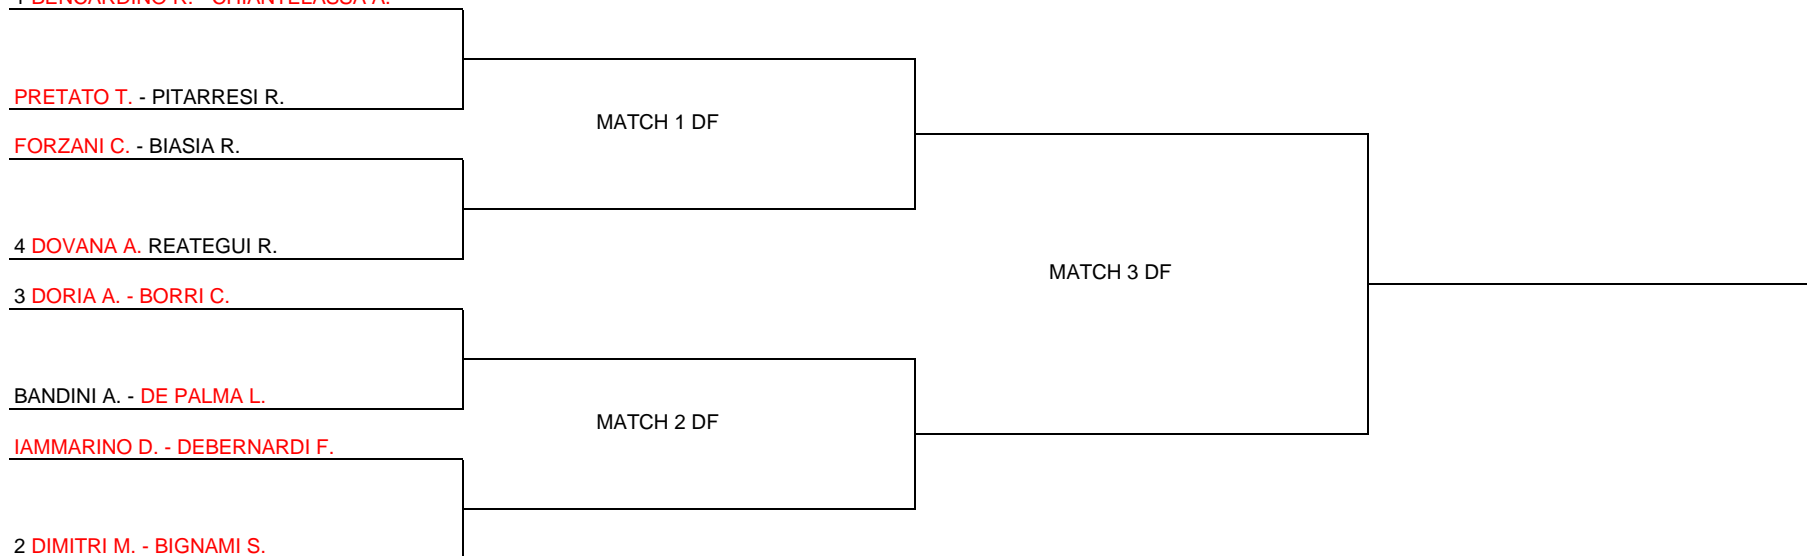 PRETATO T. - PITARRESI R.
MATCH 1 DF
FORZANI C. - BIASIA R.
4 DOVANA A. REATEGUI R.
MATCH 3 DF
3 DORIA A. - BORRI C.
BANDINI A. - DE PALMA L.
MATCH 2 DF
IAMMARINO D. - DEBERNARDI F.
2 DIMITRI M. - BIGNAMI S.